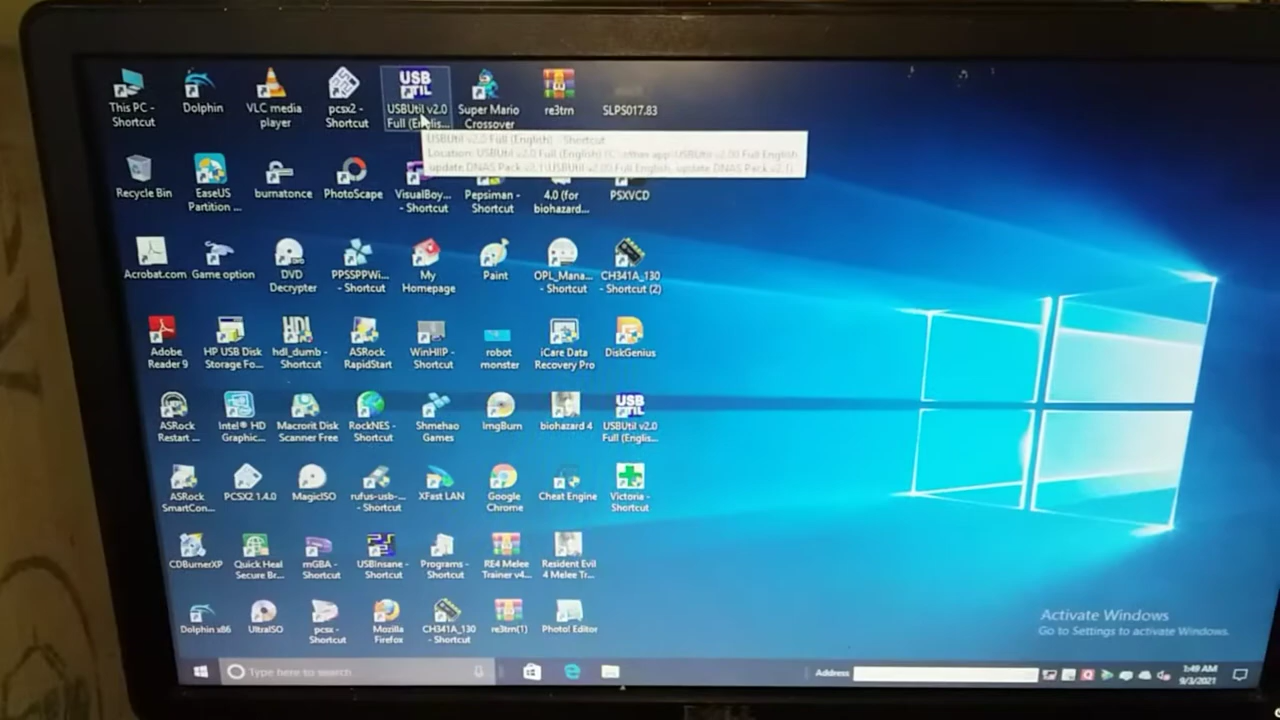 This PC -
Shortcut
Dolphin
VLC media
player
pcsx2 -
Shortcut
USB
TIL
USBUtil v2.0
Full (Englis...
Super Mario
Crossover
re3trn
SLPS017.83
USBUtil v2.0 Full (English) - Shortcut
Location: USBUtil v2.0 Full (English) (C:\other app\USBUtil v2.00 Full English
update DNAS Pack v2.1\USBUtil v2.00 Full English, update DNAS Pack v2.1)
Recycle Bin
EaseUS
Partition ...
burnatonce
PhotoScape
VisualBoy...
- Shortcut
Pepsiman -
Shortcut
4.0 (for
biohazard...
PSXVCD
Acrobat.com
Game option
DVD
Decrypter
PPSSPPWi...
- Shortcut
My
Homepage
Paint
OPL_Mana...
- Shortcut
CH341A_130
- Shortcut (2)
Adobe
Reader 9
HP USB Disk
Storage Fo...
hdl_dumb -
Shortcut
ASRock
RapidStart
WinHIIP -
Shortcut
robot
monster
iCare Data
Recovery Pro
DiskGenius
ASRock
Restart ...
Intel® HD
Graphic...
Macrorit Disk
Scanner Free
RockNES -
Shortcut
Shmehao
Games
ImgBurn
biohazard 4
USB
TIL
USBUtil v2.0
Full (Englis...
ASRock
SmartCon...
PCSX2 1.4.0
MagicISO
rufus-usb-...
- Shortcut
XFast LAN
Google
Chrome
Cheat Engine
Victoria -
Shortcut
CDBurnerXP
Quick Heal
Secure Br...
mGBA -
Shortcut
USBInsane -
Shortcut
Programs -
Shortcut
RE4 Melee
Trainer v4...
Resident Evil
4 Melee Tr...
Dolphin x86
UltraISO
pcsx -
Shortcut
Mozilla
Firefox
CH341A_130
- Shortcut
re3trn(1)
Photo! Editor
Activate Windows
Go to Settings to activate Windows.
Type here to search
Address
1:49 AM
9/3/2021